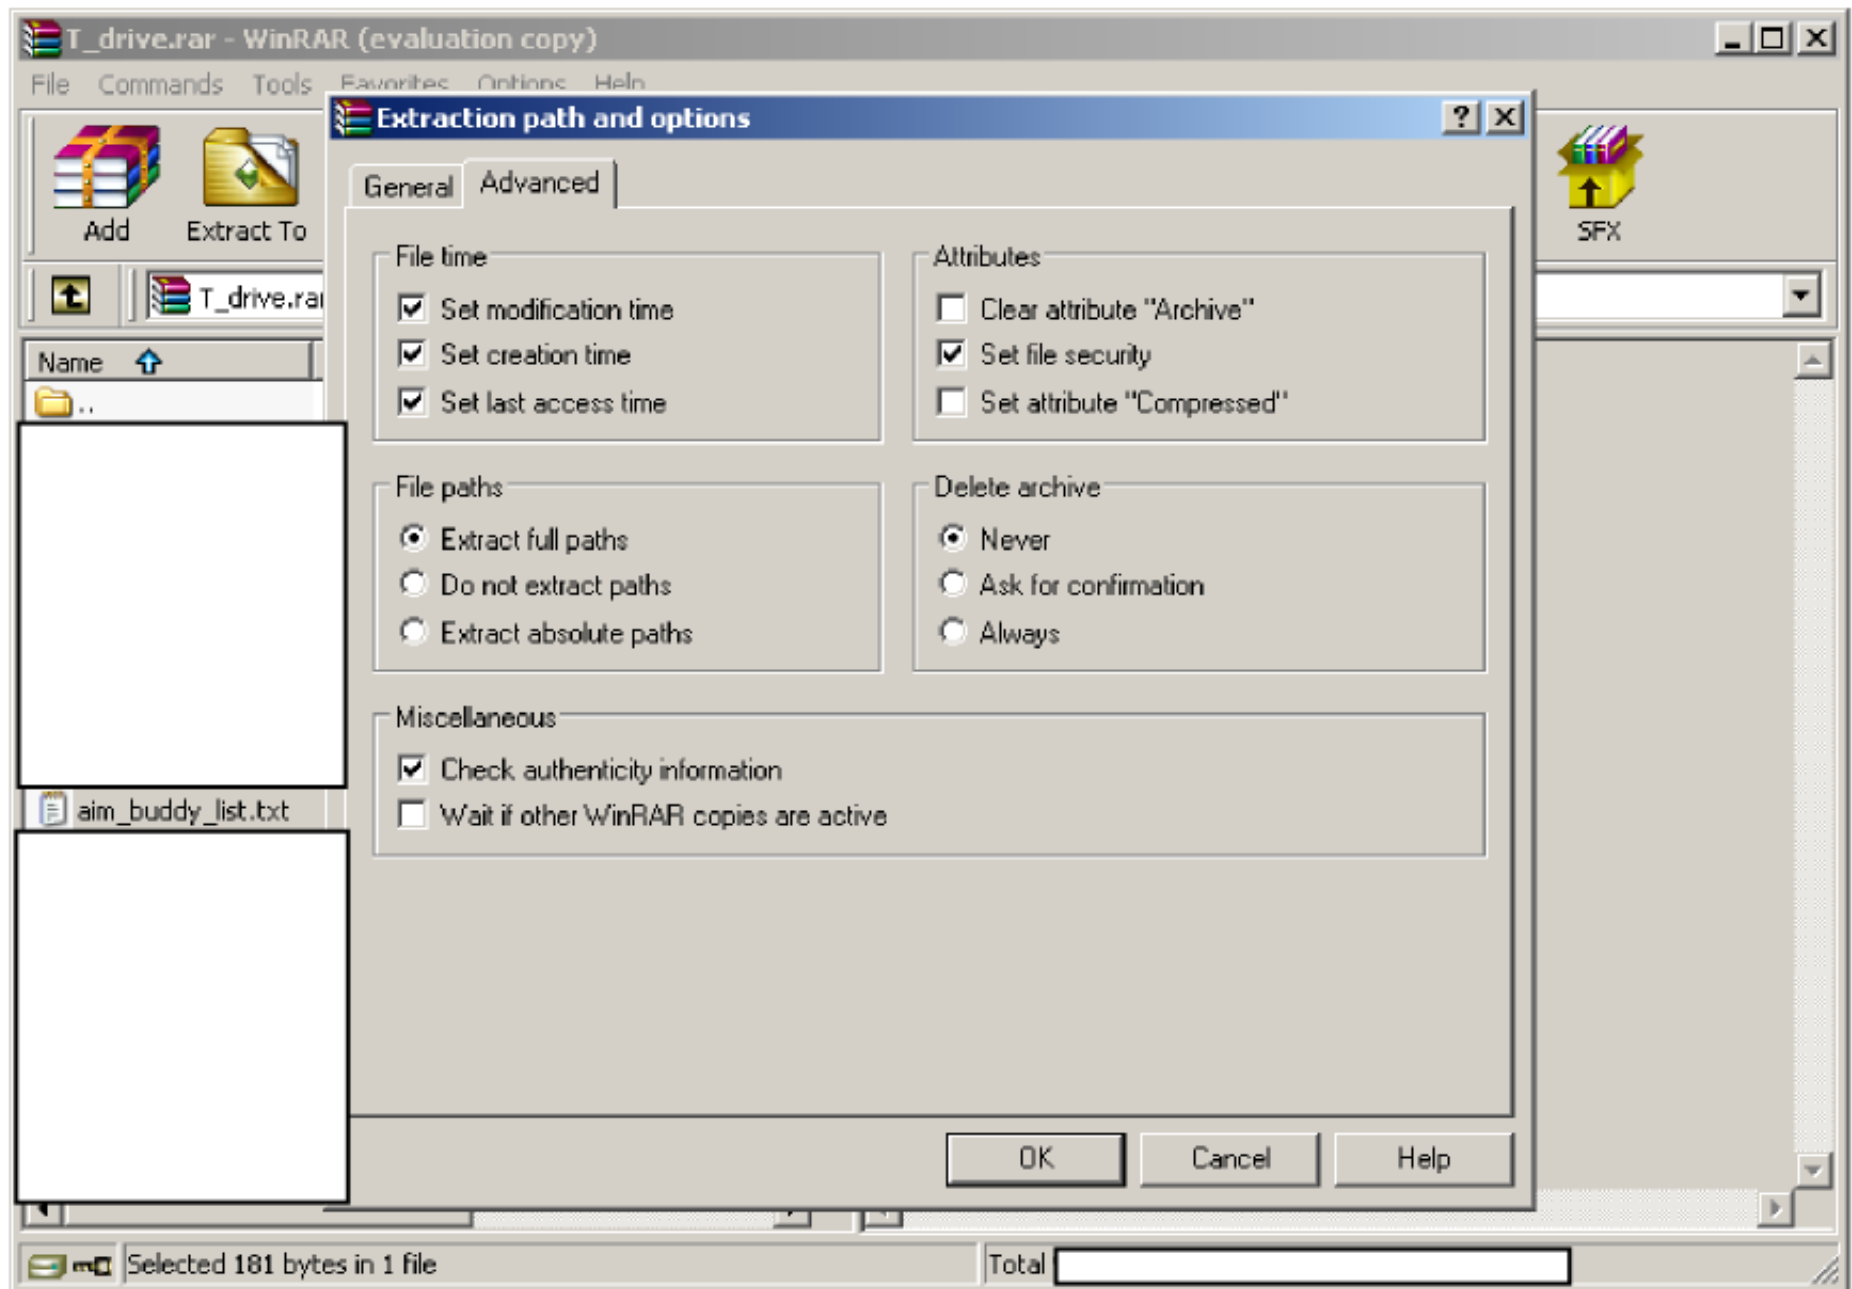 T_drive.rar - WinRAR (evaluation copy)
File Commands Tools Favorites Options Help
Extraction path and options
General Advanced
Add Extract To SFX
T_drive.rar
Name
..
aim_buddy_list.txt
File time
Set modification time
Set creation time
Set last access time
Attributes
Clear attribute "Archive"
Set file security
Set attribute "Compressed"
File paths
Extract full paths
Do not extract paths
Extract absolute paths
Delete archive
Never
Ask for confirmation
Always
Miscellaneous
Check authenticity information
Wait if other WinRAR copies are active
OK Cancel Help
Selected 181 bytes in 1 file
Total